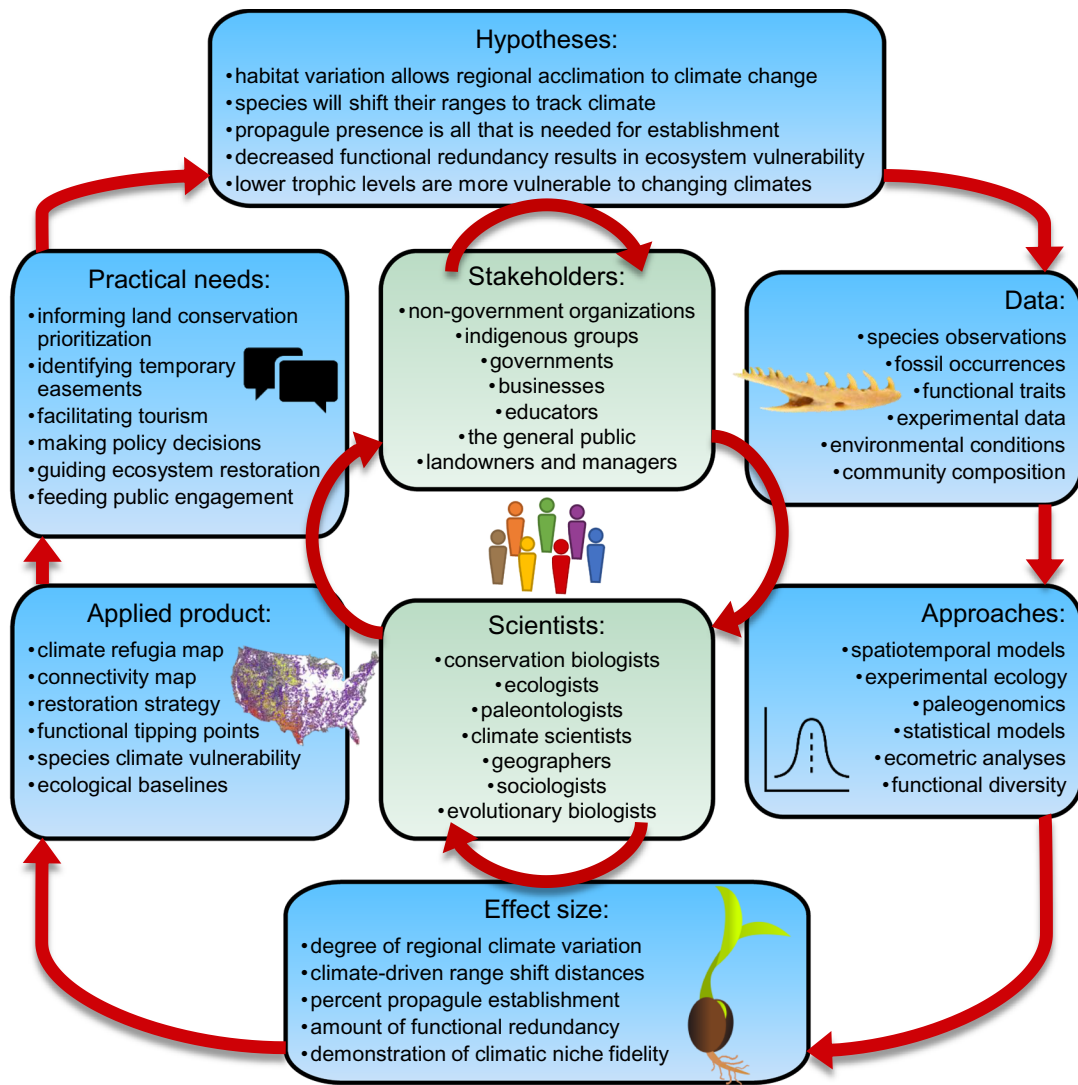 Hypotheses:
•habitat variation allows regional acclimation to climate change
•species will shift their ranges to track climate
•propagule presence is all that is needed for establishment
•decreased functional redundancy results in ecosystem vulnerability
•lower trophic levels are more vulnerable to changing climates
Practical needs:
•informing land conservation
prioritization
•identifying temporary
easements
•facilitating tourism
•making policy decisions
•guiding ecosystem restoration
•feeding public engagement
Stakeholders:
•non-government organizations
•indigenous groups
•governments
•businesses
•educators
•the general public
•landowners and managers
Data:
•species observations
•fossil occurrences
•functional traits
•experimental data
•environmental conditions
•community composition
Applied product:
•climate refugia map
•connectivity map
•restoration strategy
•functional tipping points
•species climate vulnerability
•ecological baselines
Scientists:
•conservation biologists
•ecologists
•paleontologists
•climate scientists
•geographers
•sociologists
•evolutionary biologists
Approaches:
•spatiotemporal models
•experimental ecology
•paleogenomics
•statistical models
•ecometric analyses
•functional diversity
Effect size:
•degree of regional climate variation
•climate-driven range shift distances
•percent propagule establishment
•amount of functional redundancy
•demonstration of climatic niche fidelity